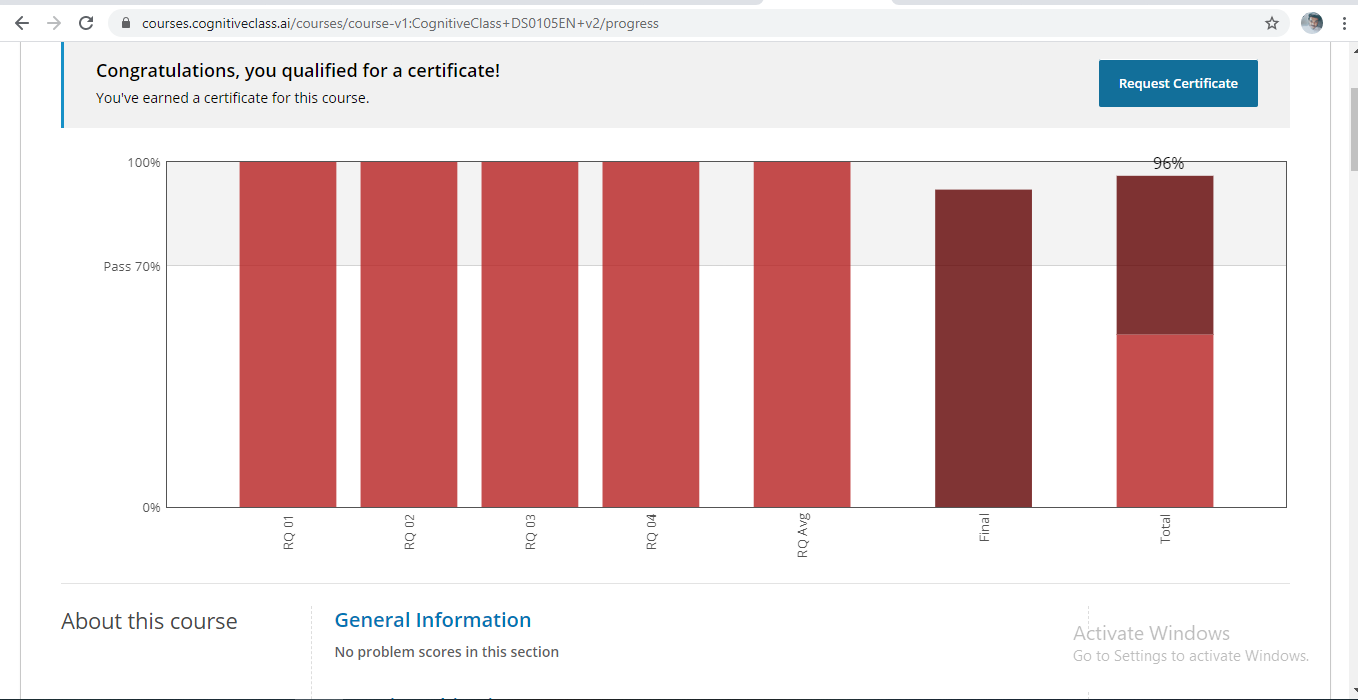 courses.cognitiveclass.ai/courses/course-v1:CognitiveClass+DS0105EN+v2/progress
Congratulations, you qualified for a certificate!
You've earned a certificate for this course.
Request Certificate
100%
96%
Pass 70%
0%
RQ 01
RQ 02
RQ 03
RQ 04
RQ Avg
Final
Total
About this course
General Information
No problem scores in this section
Activate Windows
Go to Settings to activate Windows.